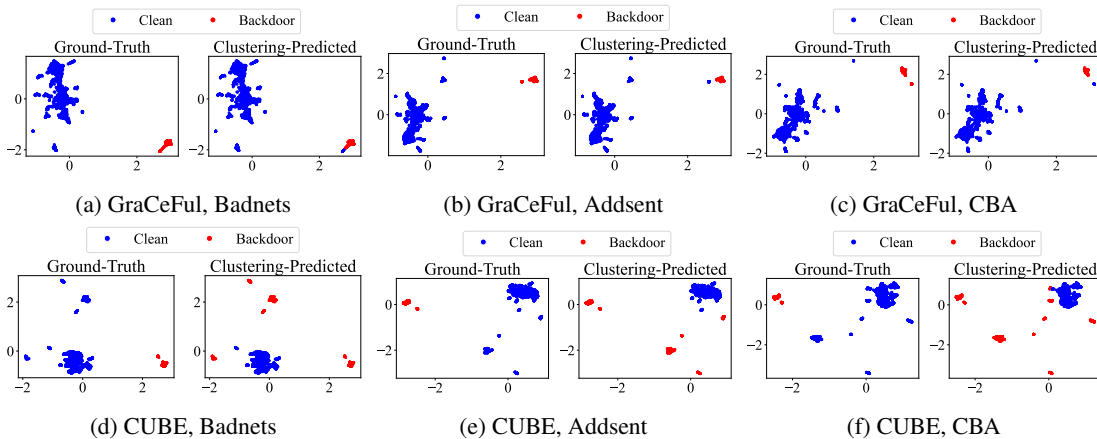 Clean Backdoor
Clean Backdoor
Clean Backdoor
Ground-Truth Clustering-Predicted
Ground-Truth Clustering-Predicted
Ground-Truth Clustering-Predicted
0
−2
0 2
0 2
2
0
0 2
0 2
2
0
−2
0 2
0 2
(a) GraCeFul, Badnets
(b) GraCeFul, Addsent
(c) GraCeFul, CBA
Clean Backdoor
Clean Backdoor
Clean Backdoor
Ground-Truth Clustering-Predicted
Ground-Truth Clustering-Predicted
Ground-Truth Clustering-Predicted
2
0
−2 0 2
−2 0 2
0
−2
−2 0
−2 0
0
−2
−2 0
−2 0
(d) CUBE, Badnets
(e) CUBE, Addsent
(f) CUBE, CBA